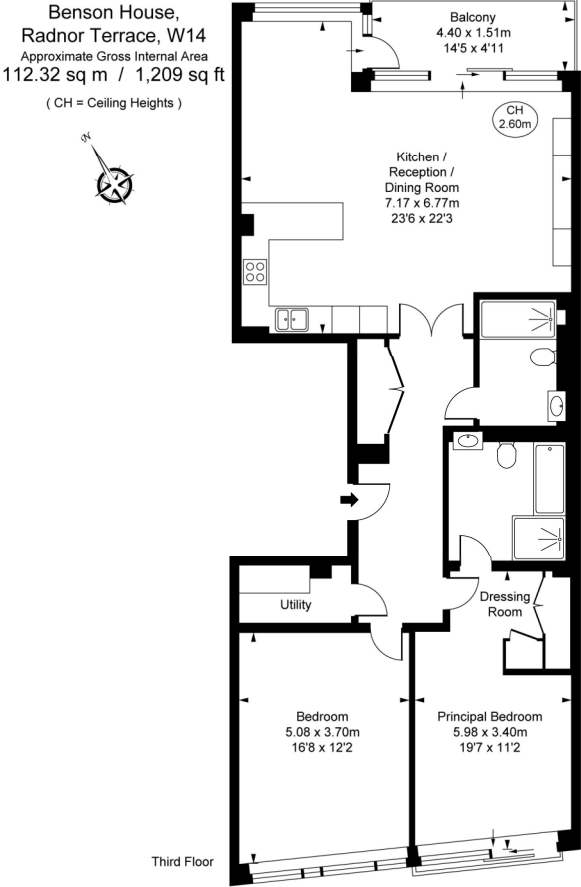 Benson House,
Radnor Terrace, W14
Approximate Gross Internal Area
112.32 sq m / 1,209 sq ft
( CH = Ceiling Heights )
N
Balcony
4.40 x 1.51m
14'5 x 4'11
CH
2.60m
Kitchen /
Reception /
Dining Room
7.17 x 6.77m
23'6 x 22'3
Utility
Dressing
Room
Bedroom
5.08 x 3.70m
16'8 x 12'2
Principal Bedroom
5.98 x 3.40m
19'7 x 11'2
Third Floor